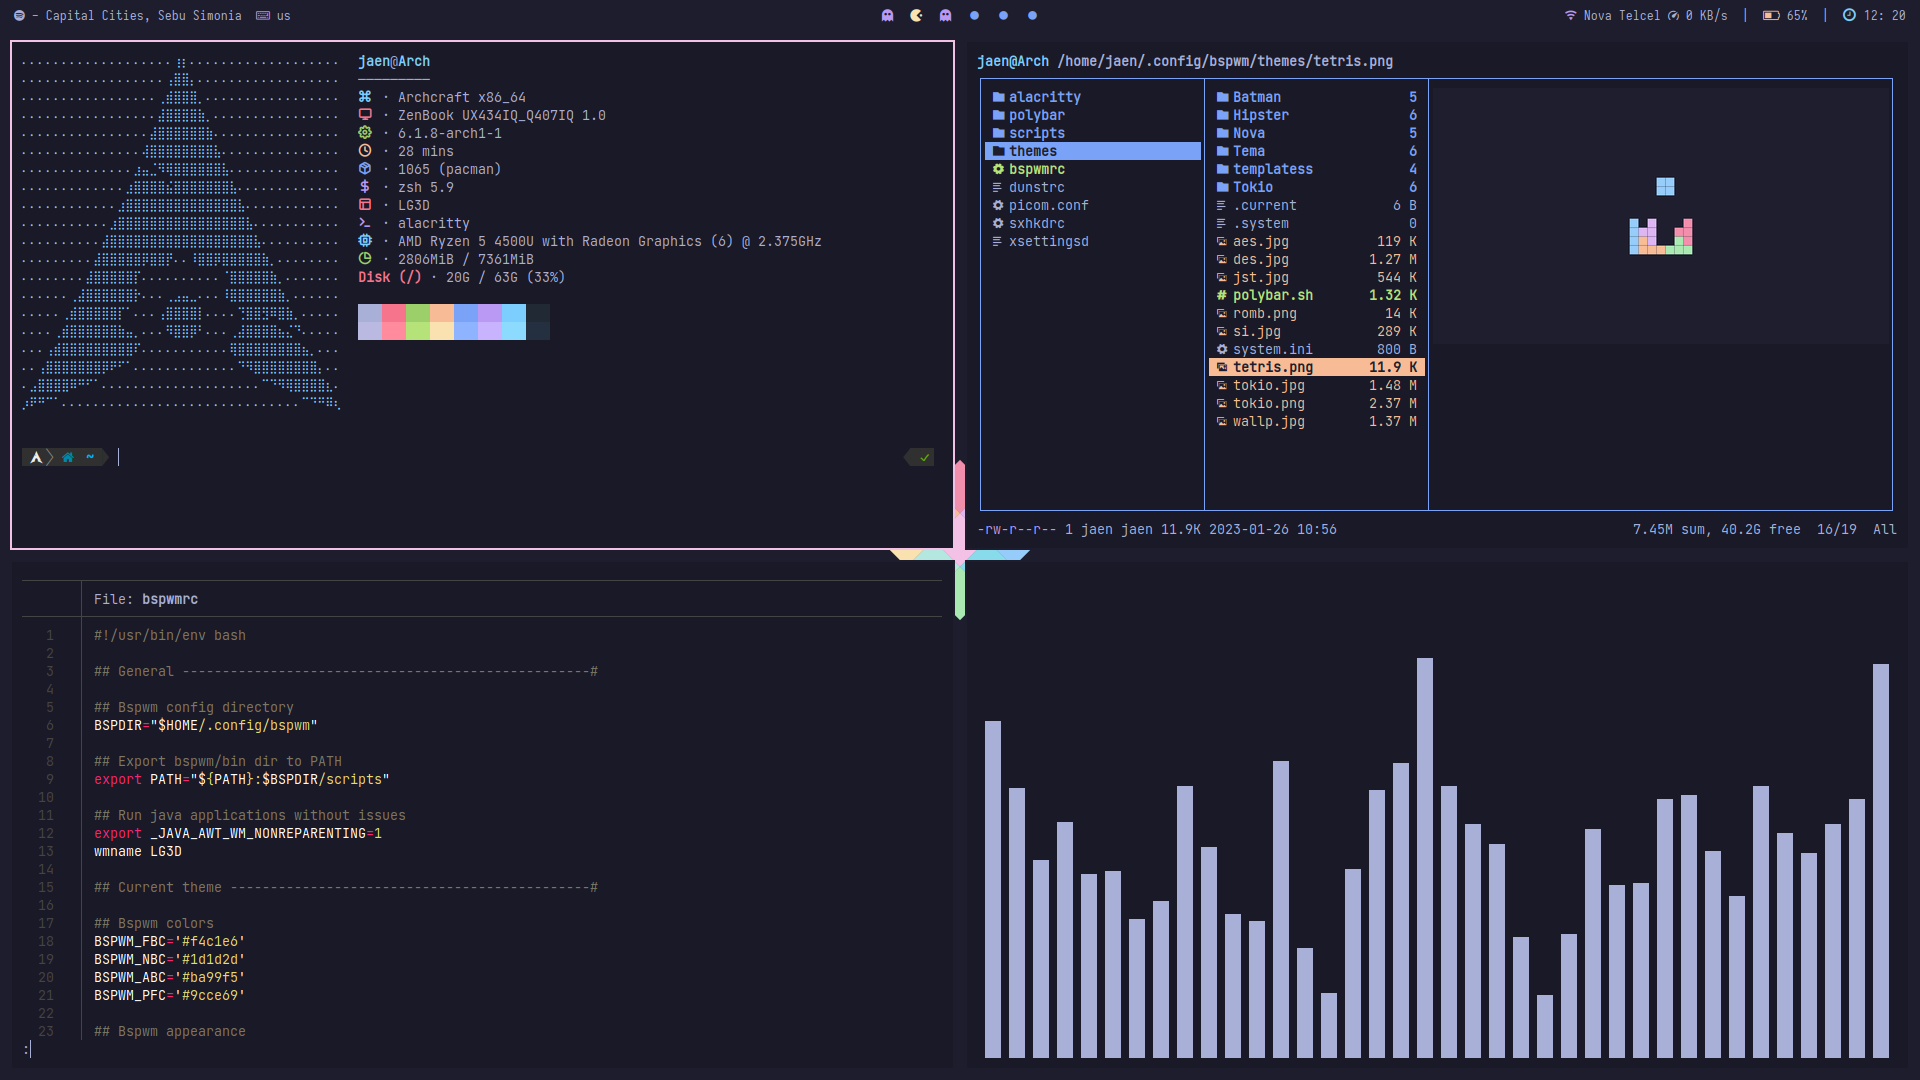 – Capital Cities, Sebu Simonia us
Nova Telcel 0 KB/s | 65% | 12: 20
jaen@Arch
· Archcraft x86_64
· ZenBook UX434IQ_Q407IQ 1.0
· 6.1.8-arch1-1
· 28 mins
· 1065 (pacman)
$ · zsh 5.9
· LG3D
· alacritty
· AMD Ryzen 5 4500U with Radeon Graphics (6) @ 2.375GHz
· 2806MiB / 7361MiB
Disk (/) · 20G / 63G (33%)
~
jaen@Arch /home/jaen/.config/bspwm/themes/tetris.png
alacritty
polybar
scripts
themes
bspwmrc
dunstrc
picom.conf
sxhkdrc
xsettingsd
Batman 5
Hipster 6
Nova 5
Tema 6
templatess 4
Tokio 6
.current 6 B
.system 0
aes.jpg 119 K
des.jpg 1.27 M
jst.jpg 544 K
# polybar.sh 1.32 K
romb.png 14 K
si.jpg 289 K
system.ini 800 B
tetris.png 11.9 K
tokio.jpg 1.48 M
tokio.png 2.37 M
wallp.jpg 1.37 M
-rw-r--r-- 1 jaen jaen 11.9K 2023-01-26 10:56 7.45M sum, 40.2G free 16/19 All
File: bspwmrc
1 #!/usr/bin/env bash
2
3 ## General ---------------------------------------------------#
4
5 ## Bspwm config directory
6 BSPDIR="$HOME/.config/bspwm"
7
8 ## Export bspwm/bin dir to PATH
9 export PATH="${PATH}:$BSPDIR/scripts"
10
11 ## Run java applications without issues
12 export _JAVA_AWT_WM_NONREPARENTING=1
13 wmname LG3D
14
15 ## Current theme ---------------------------------------------#
16
17 ## Bspwm colors
18 BSPWM_FBC='#f4c1e6'
19 BSPWM_NBC='#1d1d2d'
20 BSPWM_ABC='#ba99f5'
21 BSPWM_PFC='#9cce69'
22
23 ## Bspwm appearance
: